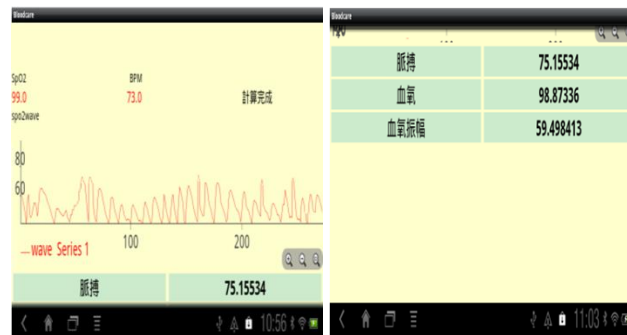 Bloodcare
SpO2 BPM
99.0 73.0 計算完成
spo2wave
80
60
100 200
wave Series 1
脈搏 75.15534
10:56
Bloodcare
脈搏 75.15534
血氧 98.87336
血氧振幅 59.498413
11:03